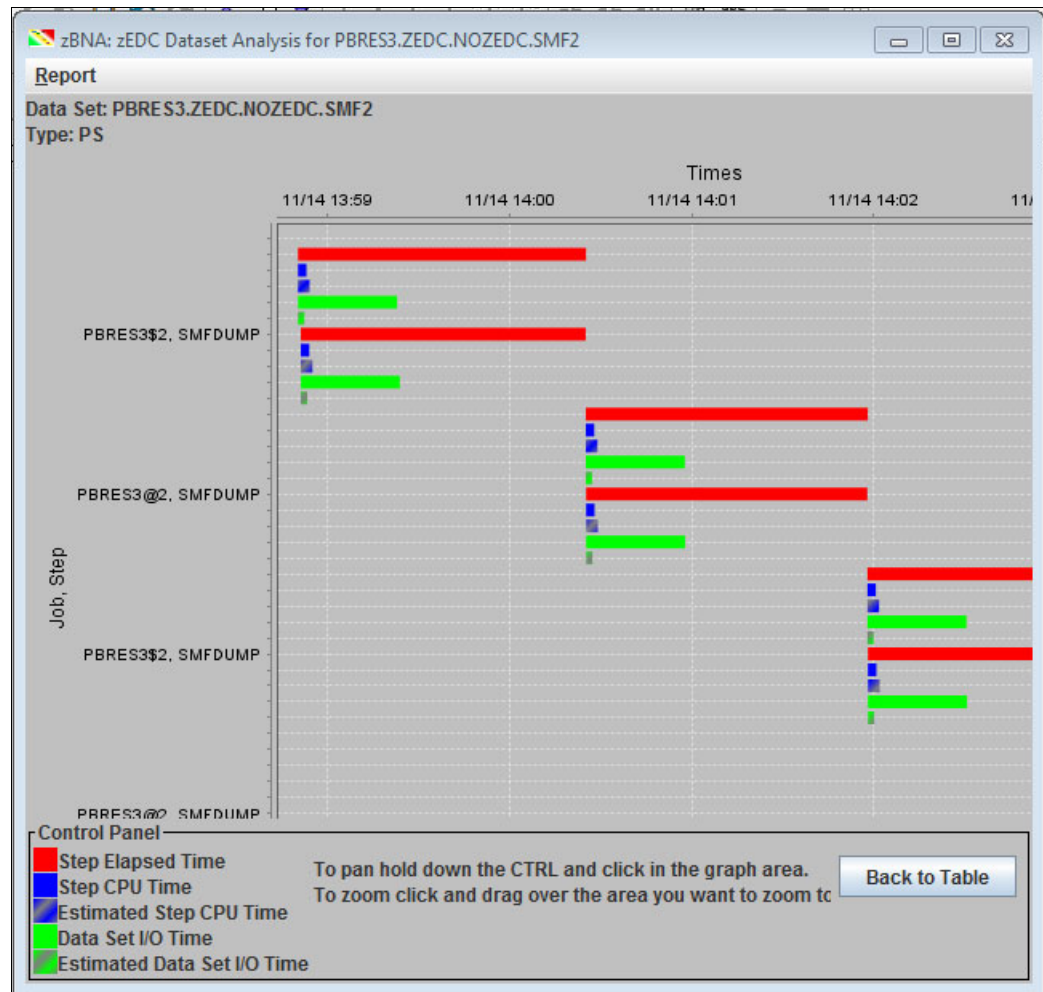 zBNA: zEDC Dataset Analysis for PBRES3.ZEDC.NOZEDC.SMF2
Report
Data Set: PBRES3.ZEDC.NOZEDC.SMF2
Type: PS
Times
11/14 13:59 11/14 14:00 11/14 14:01 11/14 14:02 11/
PBRES3$2, SMFDUMP
PBRES3@2, SMFDUMP
Job, Step
PBRES3$2, SMFDUMP
PBRES3@2, SMFDUMP
Control Panel
Step Elapsed Time
Step CPU Time
Estimated Step CPU Time
Data Set I/O Time
Estimated Data Set I/O Time
To pan hold down the CTRL and click in the graph area.
To zoom click and drag over the area you want to zoom to
Back to Table